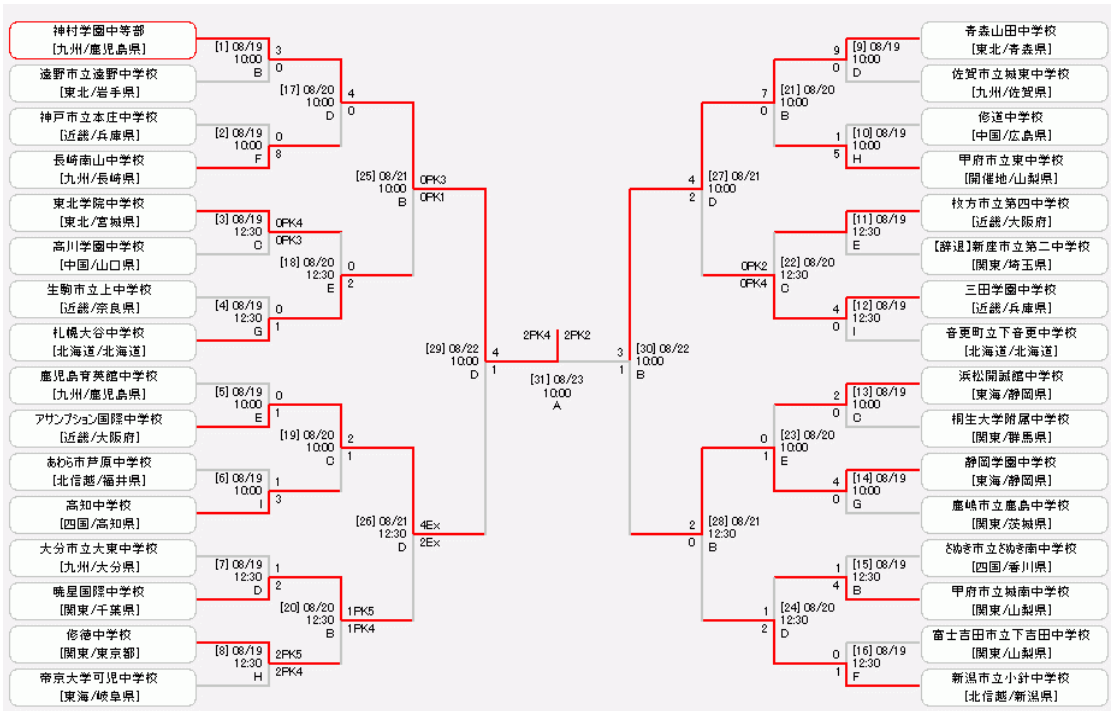 神村学園中等部
[九州/鹿児島県]
遠野市立遠野中学校
[東北/岩手県]
神戸市立本庄中学校
[近畿/兵庫県]
長崎南山中学校
[九州/長崎県]
東北学院中学校
[東北/宮城県]
高川学園中学校
[中国/山口県]
生駒市立上中学校
[近畿/奈良県]
札幌大谷中学校
[北海道/北海道]
鹿児島育英館中学校
[九州/鹿児島県]
アサンプション国際中学校
[近畿/大阪府]
あわら市芦原中学校
[北信越/福井県]
高知中学校
[四国/高知県]
大分市立大東中学校
[九州/大分県]
暁星国際中学校
[関東/千葉県]
修徳中学校
[関東/東京都]
帝京大学可児中学校
[東海/岐阜県]
[1] 08/19
10:00
B
3
0
[2] 08/19
10:00
F
0
8
[3] 08/19
12:30
C
0PK4
0PK3
[4] 08/19
12:30
G
0
1
[5] 08/19
10:00
E
0
1
[6] 08/19
10:00
I
1
3
[7] 08/19
12:30
D
1
2
[8] 08/19
12:30
H
2PK5
2PK4
[17] 08/20
10:00
D
4
0
[18] 08/20
12:30
E
0
2
[19] 08/20
10:00
C
2
1
[20] 08/20
12:30
B
1PK5
1PK4
[25] 08/21
10:00
B
0PK3
0PK1
[26] 08/21
12:30
D
4Ex
2Ex
[29] 08/22
10:00
D
4
1
2PK4
2PK2
[31] 08/23
10:00
A
3
1
[30] 08/22
10:00
B
4
2
[27] 08/21
10:00
D
2
0
[28] 08/21
12:30
B
7
0
[21] 08/20
10:00
B
0PK2
0PK4
[22] 08/20
12:30
C
0
1
[23] 08/20
10:00
E
1
2
[24] 08/20
12:30
D
9
0
[9] 08/19
10:00
D
1
5
[10] 08/19
10:00
H
[11] 08/19
12:30
E
4
0
[12] 08/19
12:30
I
2
0
[13] 08/19
10:00
C
4
0
[14] 08/19
10:00
G
1
4
[15] 08/19
12:30
B
0
1
[16] 08/19
12:30
F
青森山田中学校
[東北/青森県]
佐賀市立城東中学校
[九州/佐賀県]
修道中学校
[中国/広島県]
甲府市立東中学校
[開催地/山梨県]
枚方市立第四中学校
[近畿/大阪府]
【辞退】新座市立第二中学校
[関東/埼玉県]
三田学園中学校
[近畿/兵庫県]
音更町立下音更中学校
[北海道/北海道]
浜松開誠館中学校
[東海/静岡県]
桐生大学附属中学校
[関東/群馬県]
静岡学園中学校
[東海/静岡県]
鹿嶋市立鹿島中学校
[関東/茨城県]
さぬき市立さぬき南中学校
[四国/香川県]
甲府市立城南中学校
[関東/山梨県]
富士吉田市立下吉田中学校
[関東/山梨県]
新潟市立小針中学校
[北信越/新潟県]